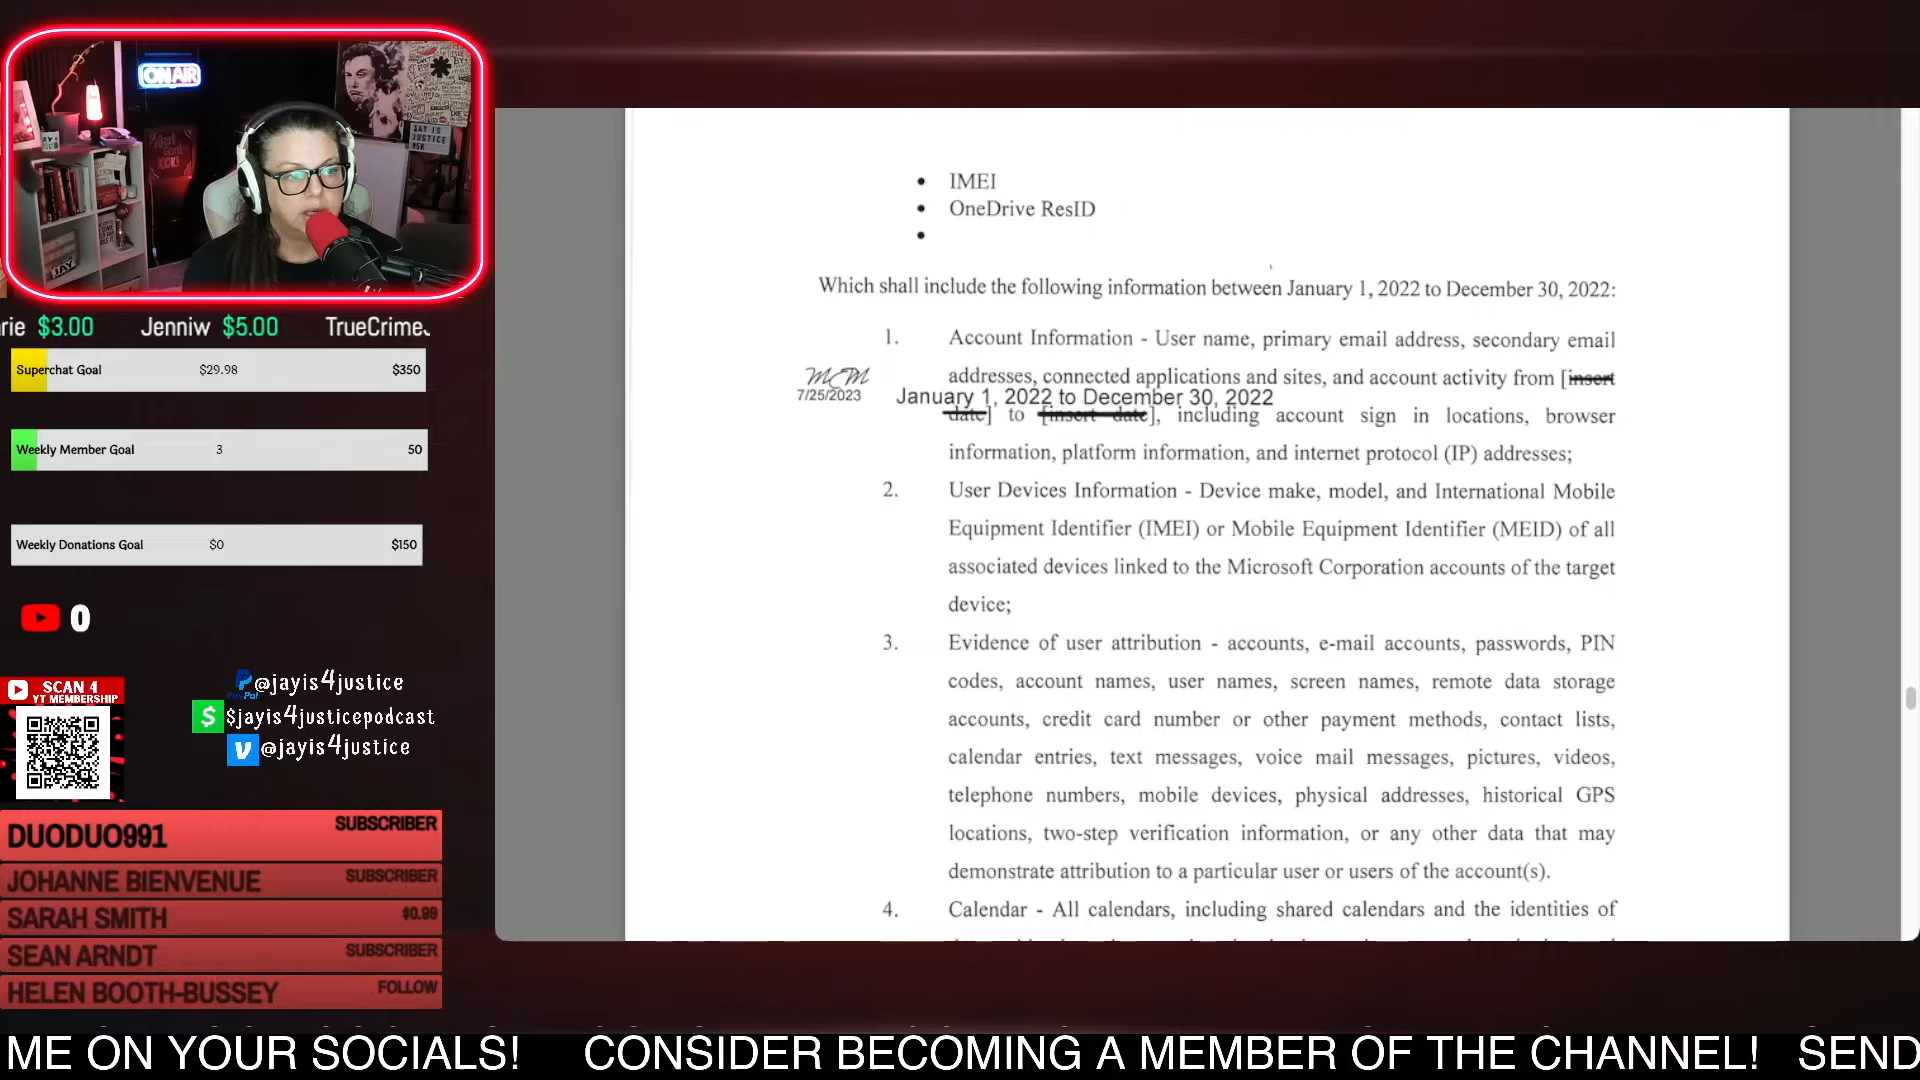 ON AIR
JAY IS
JUSTICE
95K
JAY
rie $3.00 Jenniw $5.00 TrueCrime
Superchat Goal $29.98 $350
Weekly Member Goal 3 50
Weekly Donations Goal $0 $150
0
SCAN 4
YT MEMBERSHIP
PayPal @jayis4justice
$ $jayis4justicepodcast
v @jayis4justice
DUODUO991 SUBSCRIBER
JOHANNE BIENVENUE SUBSCRIBER
SARAH SMITH $0.99
SEAN ARNDT SUBSCRIBER
HELEN BOOTH-BUSSEY FOLLOW
• IMEI
• OneDrive ResID
•
Which shall include the following information between January 1, 2022 to December 30, 2022:
1. Account Information - User name, primary email address, secondary email
addresses, connected applications and sites, and account activity from [insert
MCM
7/25/2023 January 1, 2022 to December 30, 2022
date] to [insert date], including account sign in locations, browser
information, platform information, and internet protocol (IP) addresses;
2. User Devices Information - Device make, model, and International Mobile
Equipment Identifier (IMEI) or Mobile Equipment Identifier (MEID) of all
associated devices linked to the Microsoft Corporation accounts of the target
device;
3. Evidence of user attribution - accounts, e-mail accounts, passwords, PIN
codes, account names, user names, screen names, remote data storage
accounts, credit card number or other payment methods, contact lists,
calendar entries, text messages, voice mail messages, pictures, videos,
telephone numbers, mobile devices, physical addresses, historical GPS
locations, two-step verification information, or any other data that may
demonstrate attribution to a particular user or users of the account(s).
4. Calendar - All calendars, including shared calendars and the identities of
ME ON YOUR SOCIALS! CONSIDER BECOMING A MEMBER OF THE CHANNEL! SEND